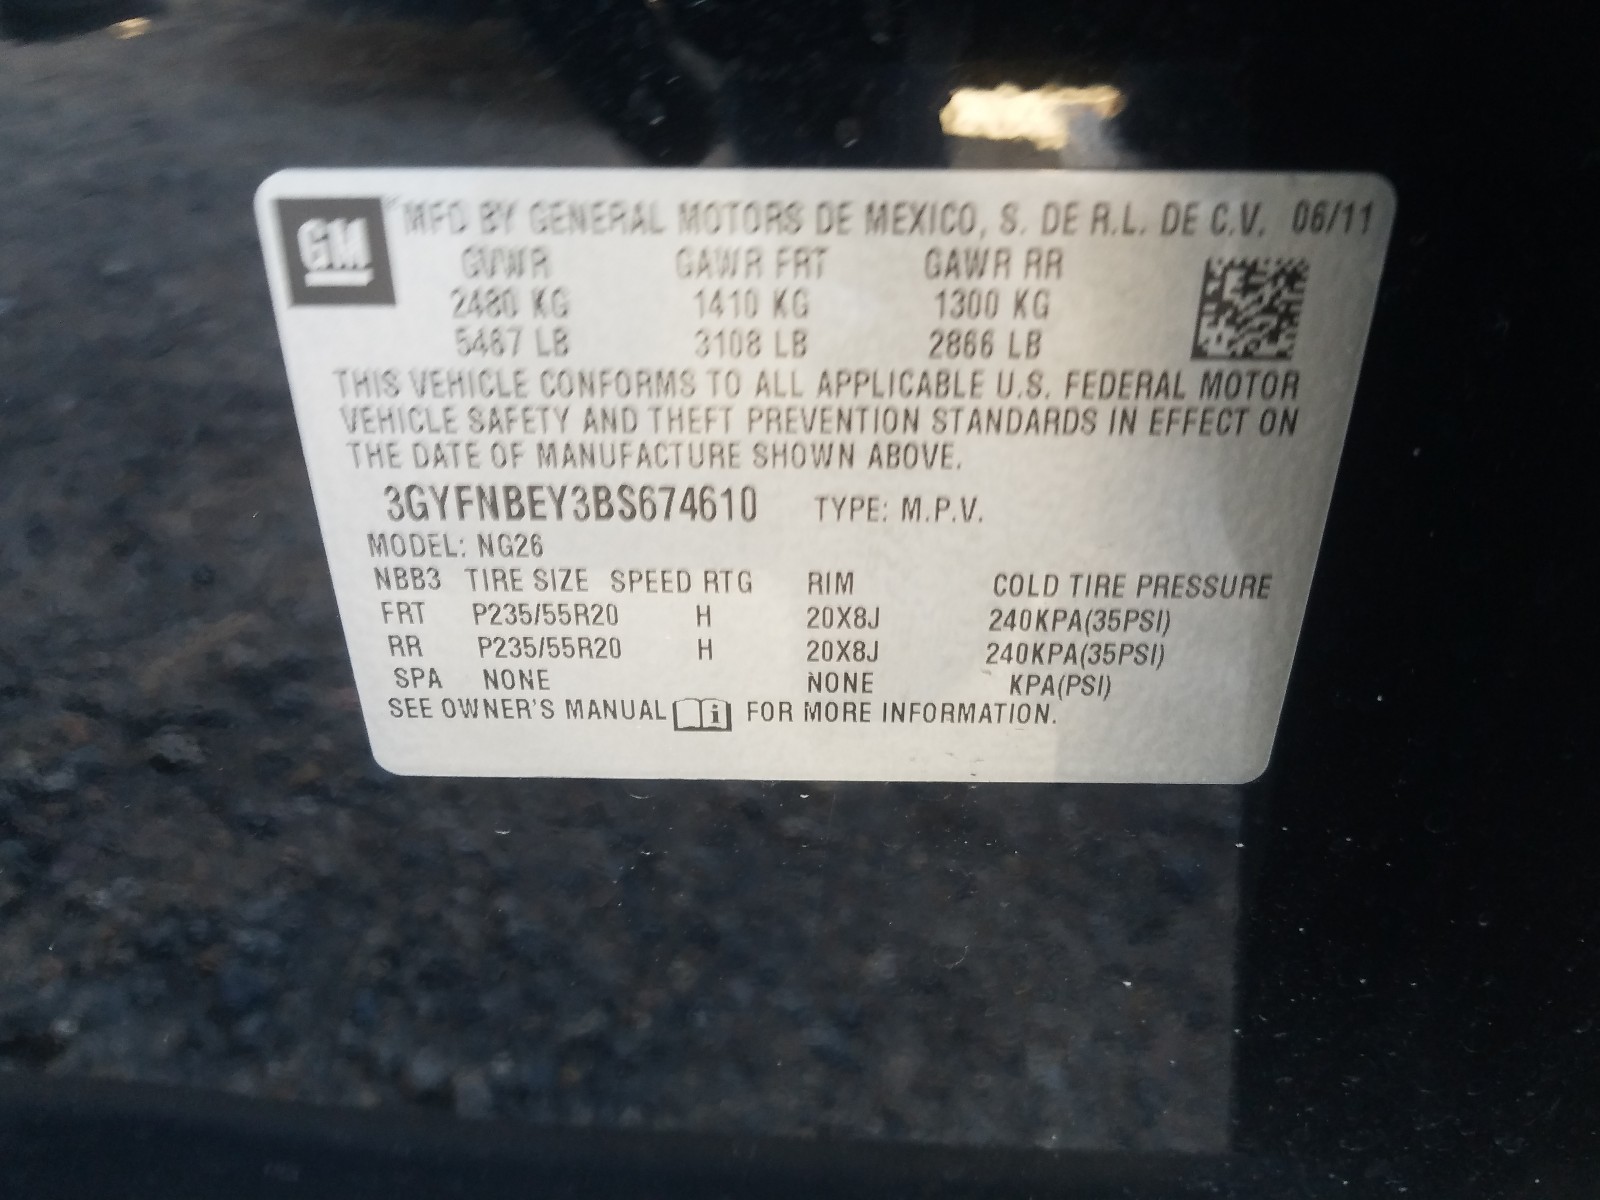 GM MFD BY GENERAL MOTORS DE MEXICO, S. DE R.L. DE C.V. 06/11
GVWR GAWR FRT GAWR RR
2480 KG 1410 KG 1300 KG
5467 LB 3108 LB 2866 LB
THIS VEHICLE CONFORMS TO ALL APPLICABLE U.S. FEDERAL MOTOR
VEHICLE SAFETY AND THEFT PREVENTION STANDARDS IN EFFECT ON
THE DATE OF MANUFACTURE SHOWN ABOVE.
3GYFNBEY3BS674610 TYPE: M.P.V.
MODEL: NG26
NBB3 TIRE SIZE SPEED RTG RIM COLD TIRE PRESSURE
FRT P235/55R20 H 20X8J 240KPA(35PSI)
RR P235/55R20 H 20X8J 240KPA(35PSI)
SPA NONE NONE KPA(PSI)
SEE OWNER'S MANUAL i FOR MORE INFORMATION.